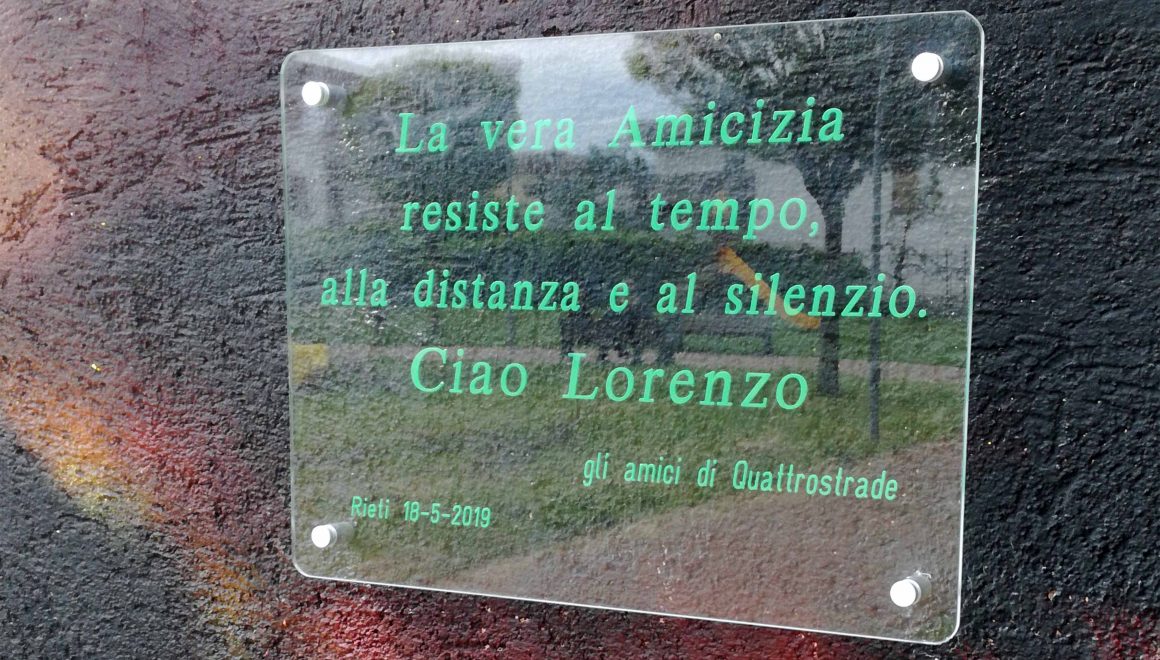 La vera Amicizia
resiste al tempo,
alla distanza e al silenzio.
Ciao Lorenzo
gli amici di Quattrostrade
Rieti 18-5-2019